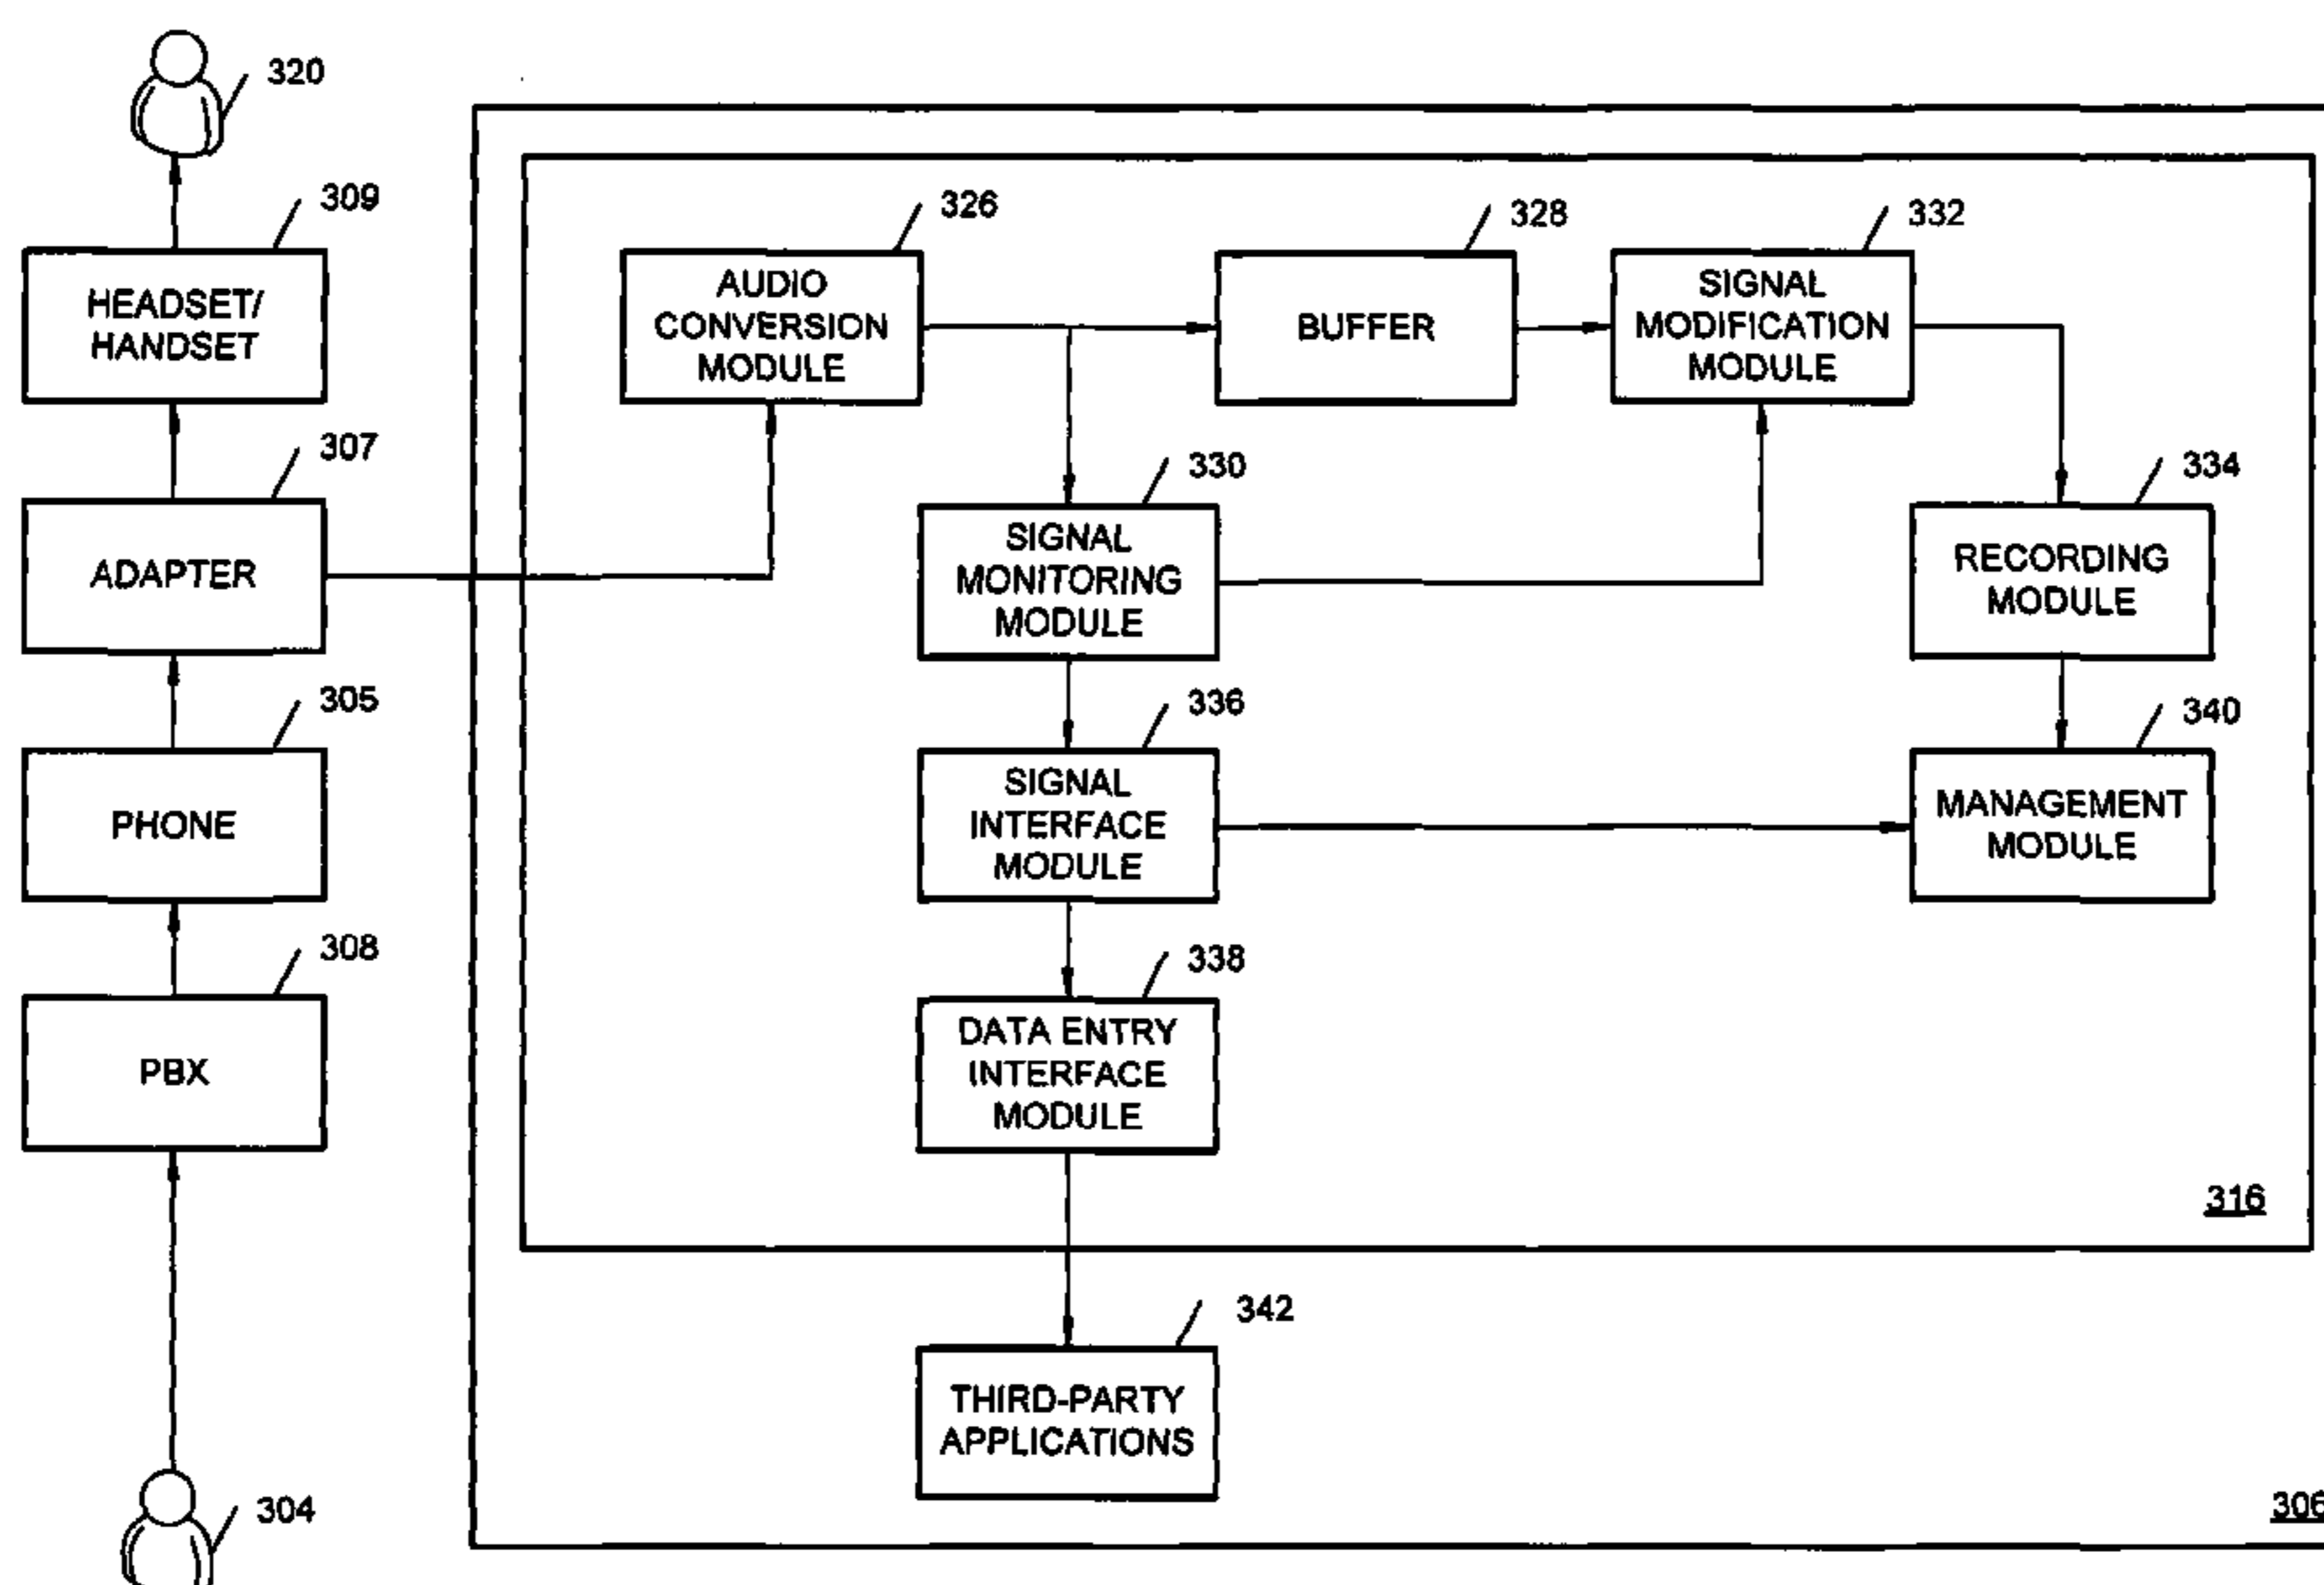 320
309
HEADSET/
HANDSET
307
ADAPTER
305
PHONE
308
PBX
304
326
AUDIO
CONVERSION
MODULE
328
BUFFER
332
SIGNAL
MODIFICATION
MODULE
330
SIGNAL
MONITORING
MODULE
334
RECORDING
MODULE
336
SIGNAL
INTERFACE
MODULE
340
MANAGEMENT
MODULE
338
DATA ENTRY
INTERFACE
MODULE
316
342
THIRD-PARTY
APPLICATIONS
306